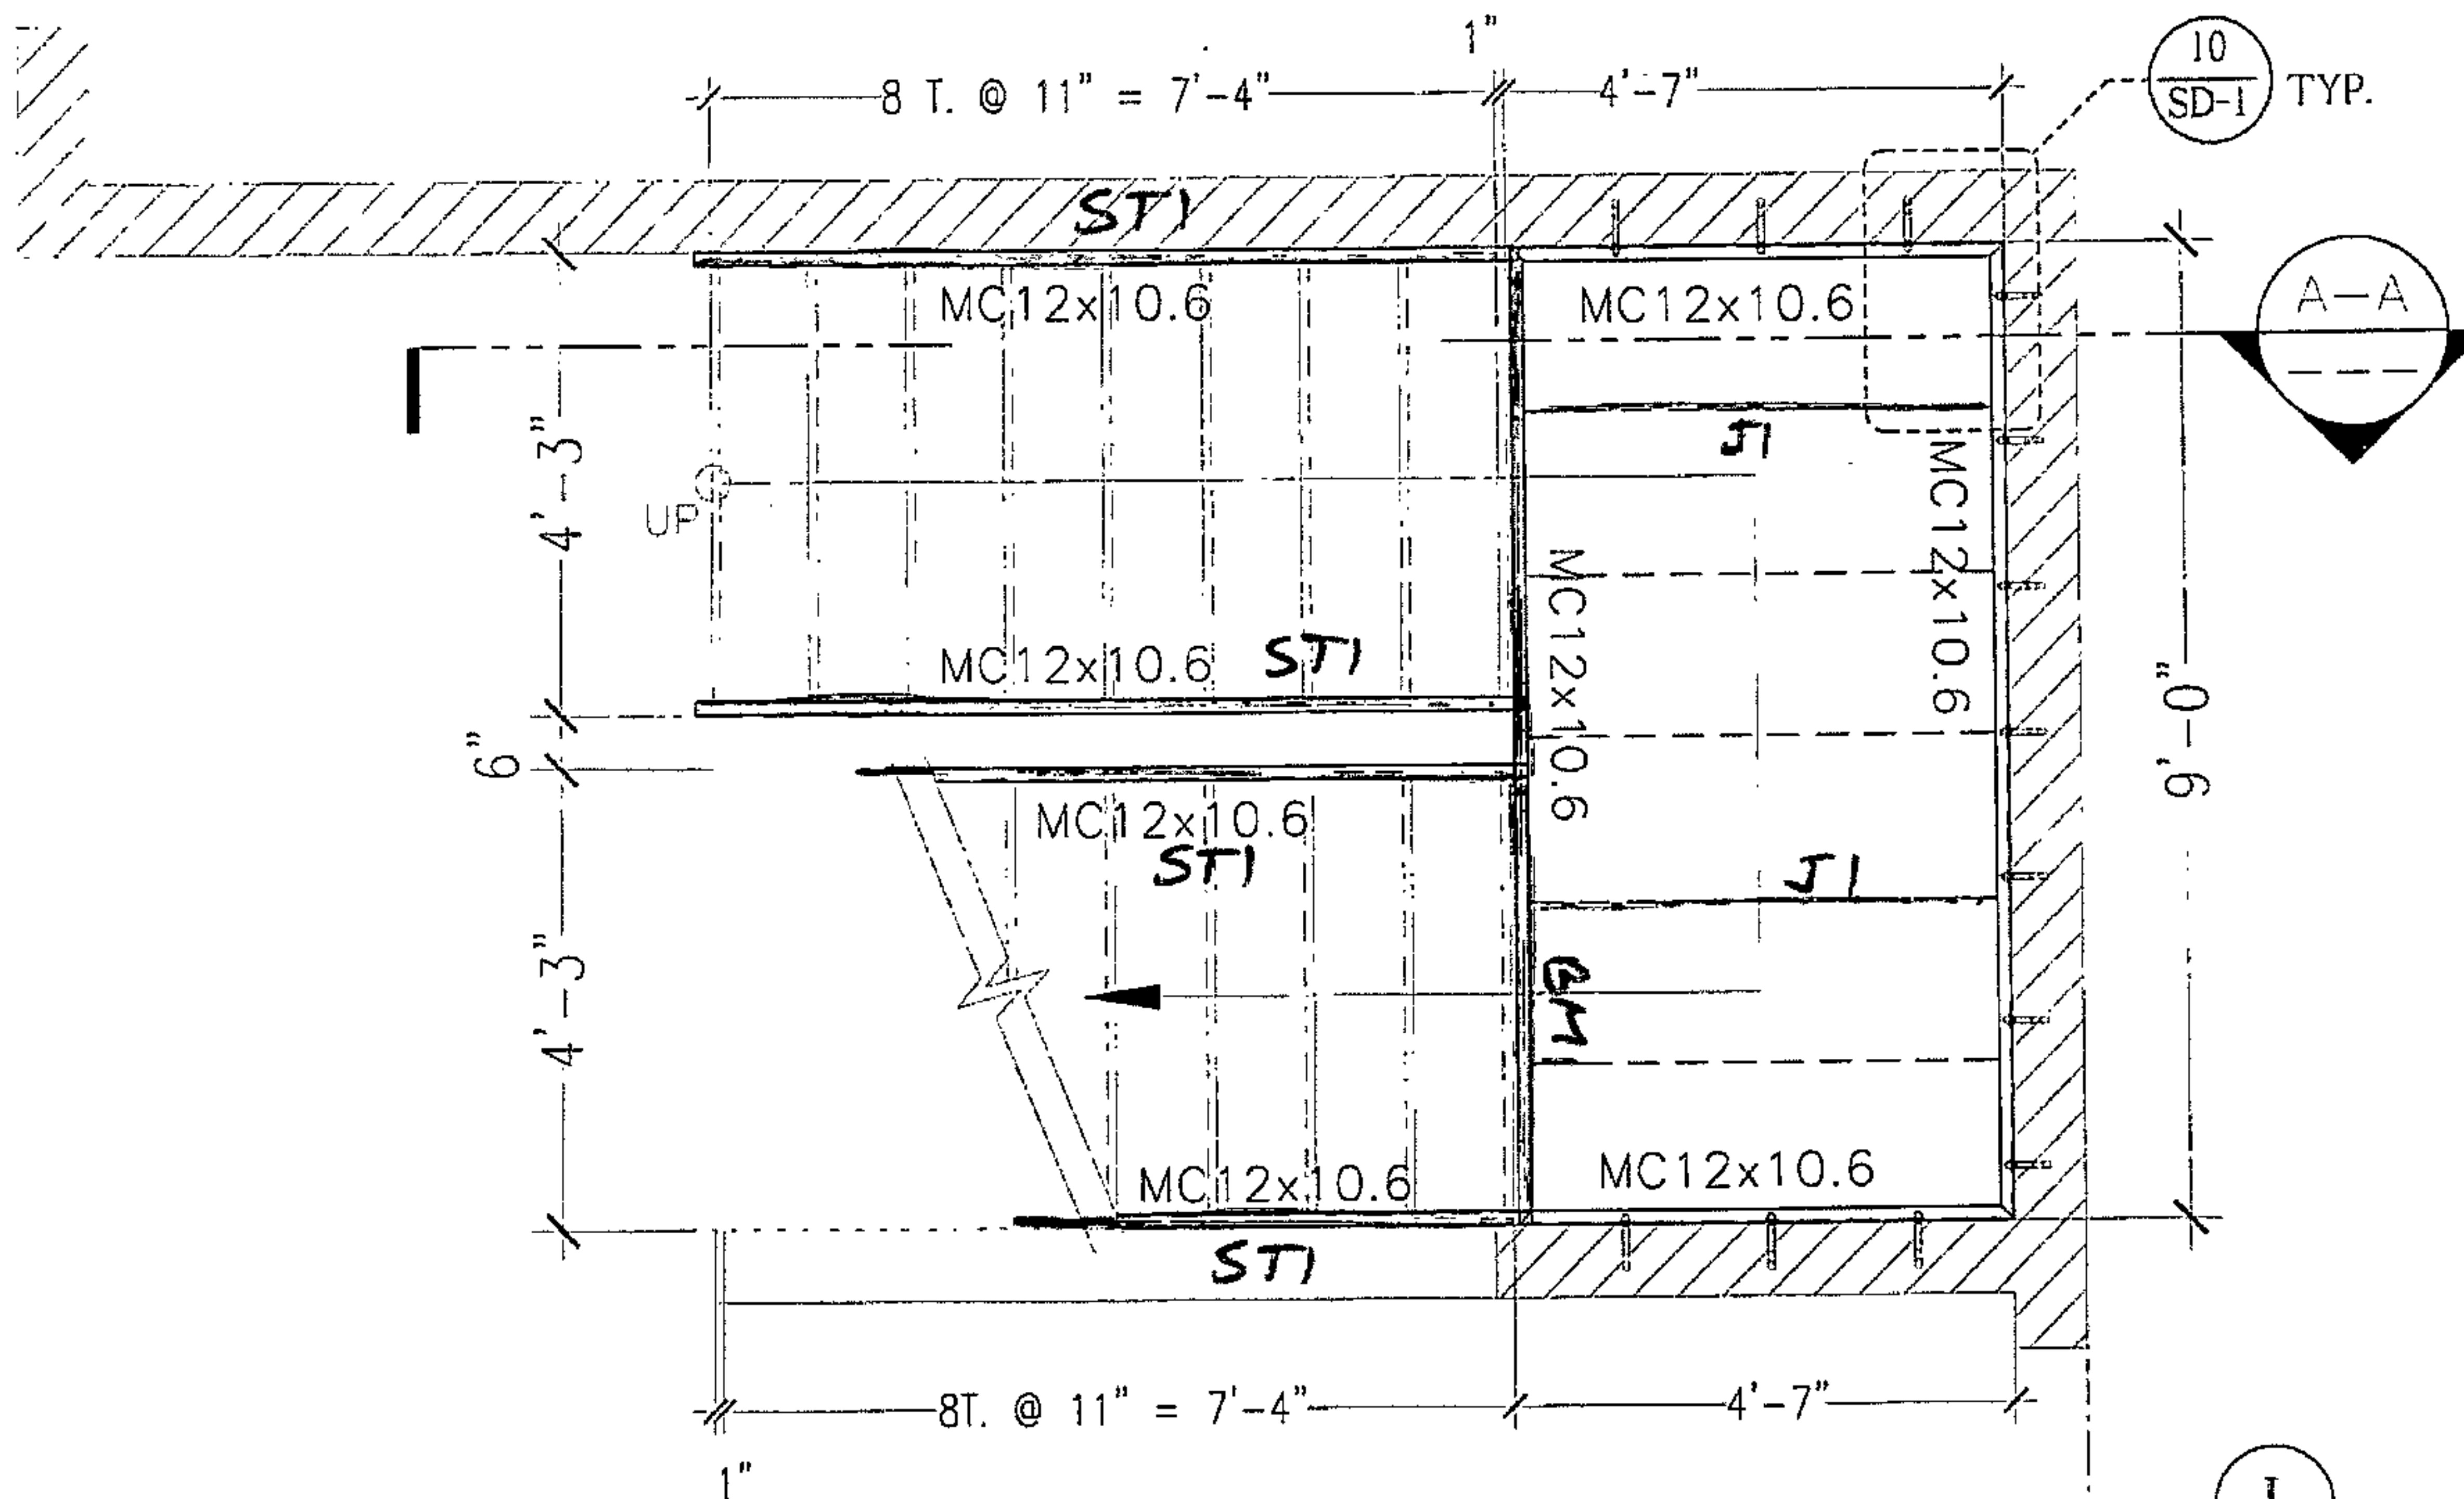 1"
8 T. @ 11" = 7'-4"
4'-7"
10
SD-1
TYP.
ST1
MC12x10.6
MC12x10.6
A-A
J1
MC12x10.6
4'-3"
UP
MC12x10.6
MC12x10.6
ST1
9'-0"
6"
MC12x10.6
ST1
J1
4'-3"
BM1
MC12x10.6
MC12x10.6
ST1
8T. @ 11" = 7'-4"
4'-7"
1"